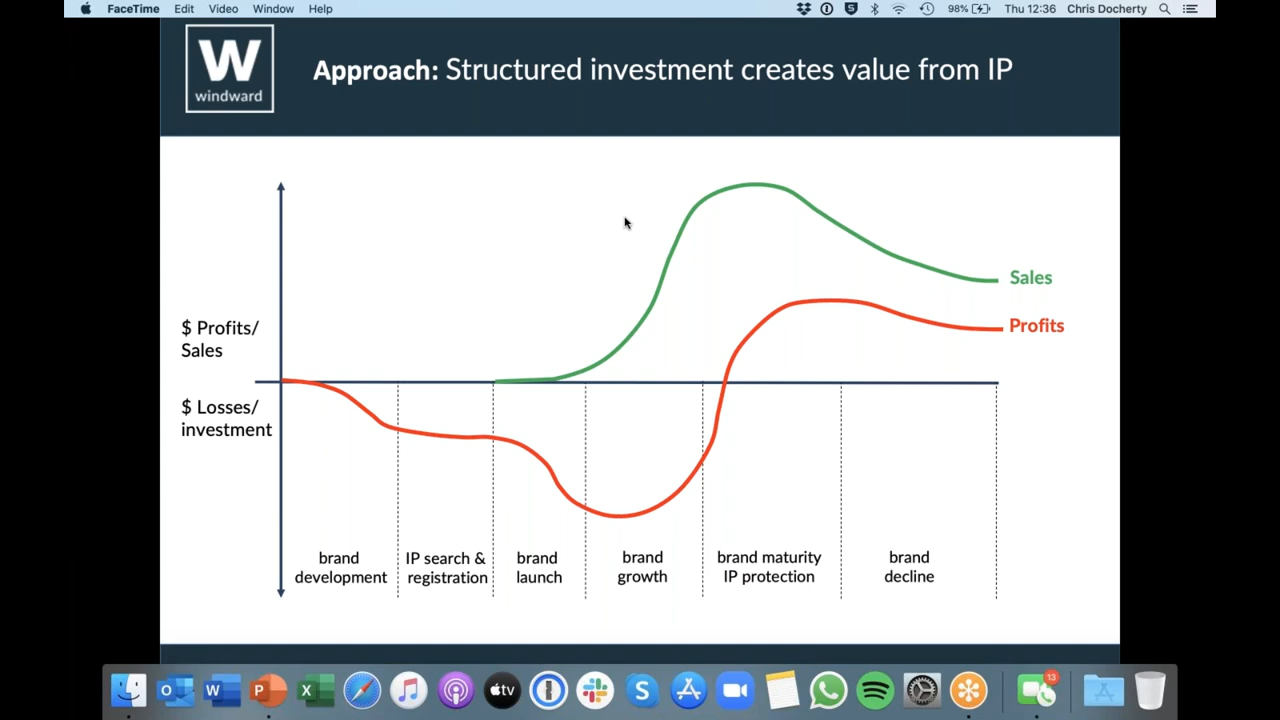 FaceTime Edit Video Window Help 98% Thu 12:36 Chris Docherty
W
windward
Approach: Structured investment creates value from IP
Sales
Profits
$ Profits/
Sales
$ Losses/
investment
brand
development
IP search &
registration
brand
launch
brand
growth
brand maturity
IP protection
brand
decline
O W P X tv S 13